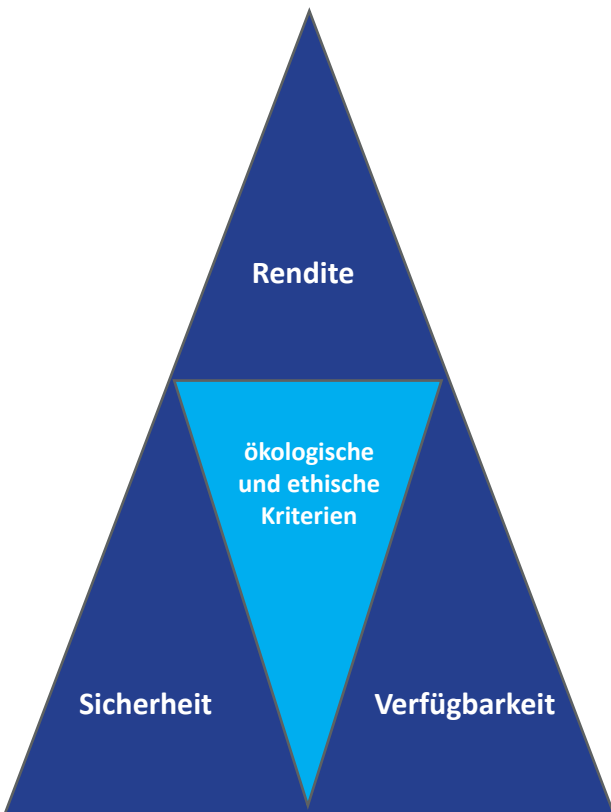 Rendite
ökologische
und ethische
Kriterien
Sicherheit
Verfügbarkeit